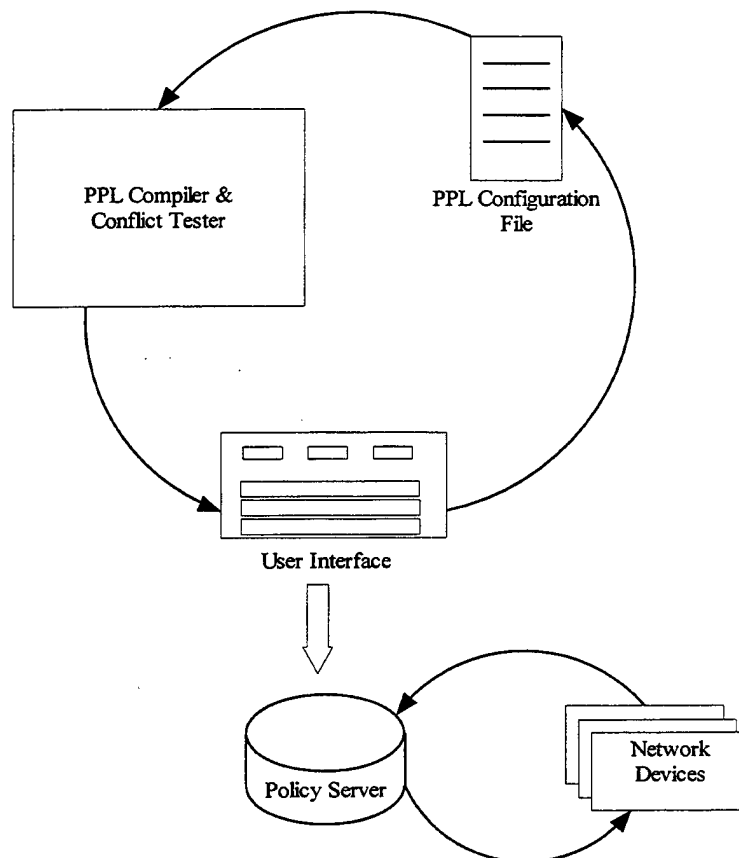 PPL Compiler &
Conflict Tester
PPL Configuration
File
User Interface
Policy Server
Network
Devices